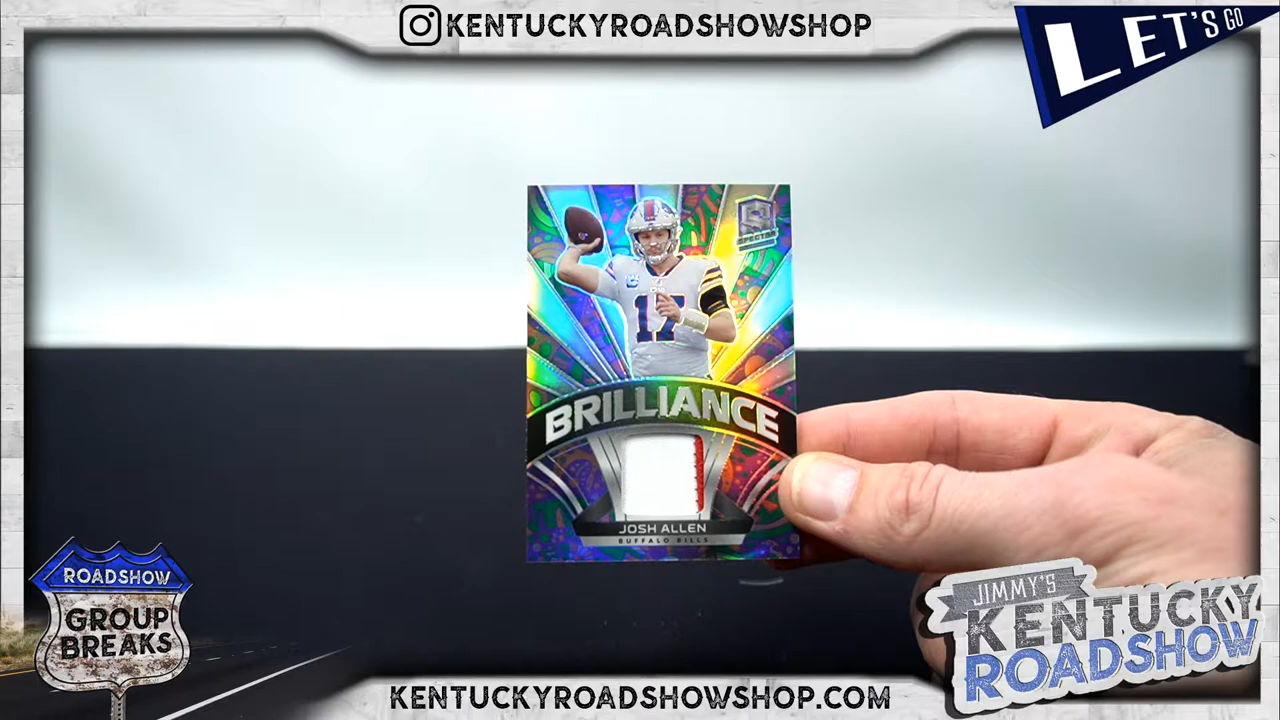 KENTUCKYROADSHOWSHOP
LET'S GO
SPECTRA
17
BRILLIANCE
JOSH ALLEN
BUFFALO BILLS
ROADSHOW
GROUP
BREAKS
JIMMY'S
KENTUCKY
ROADSHOW
KENTUCKYROADSHOWSHOP.COM